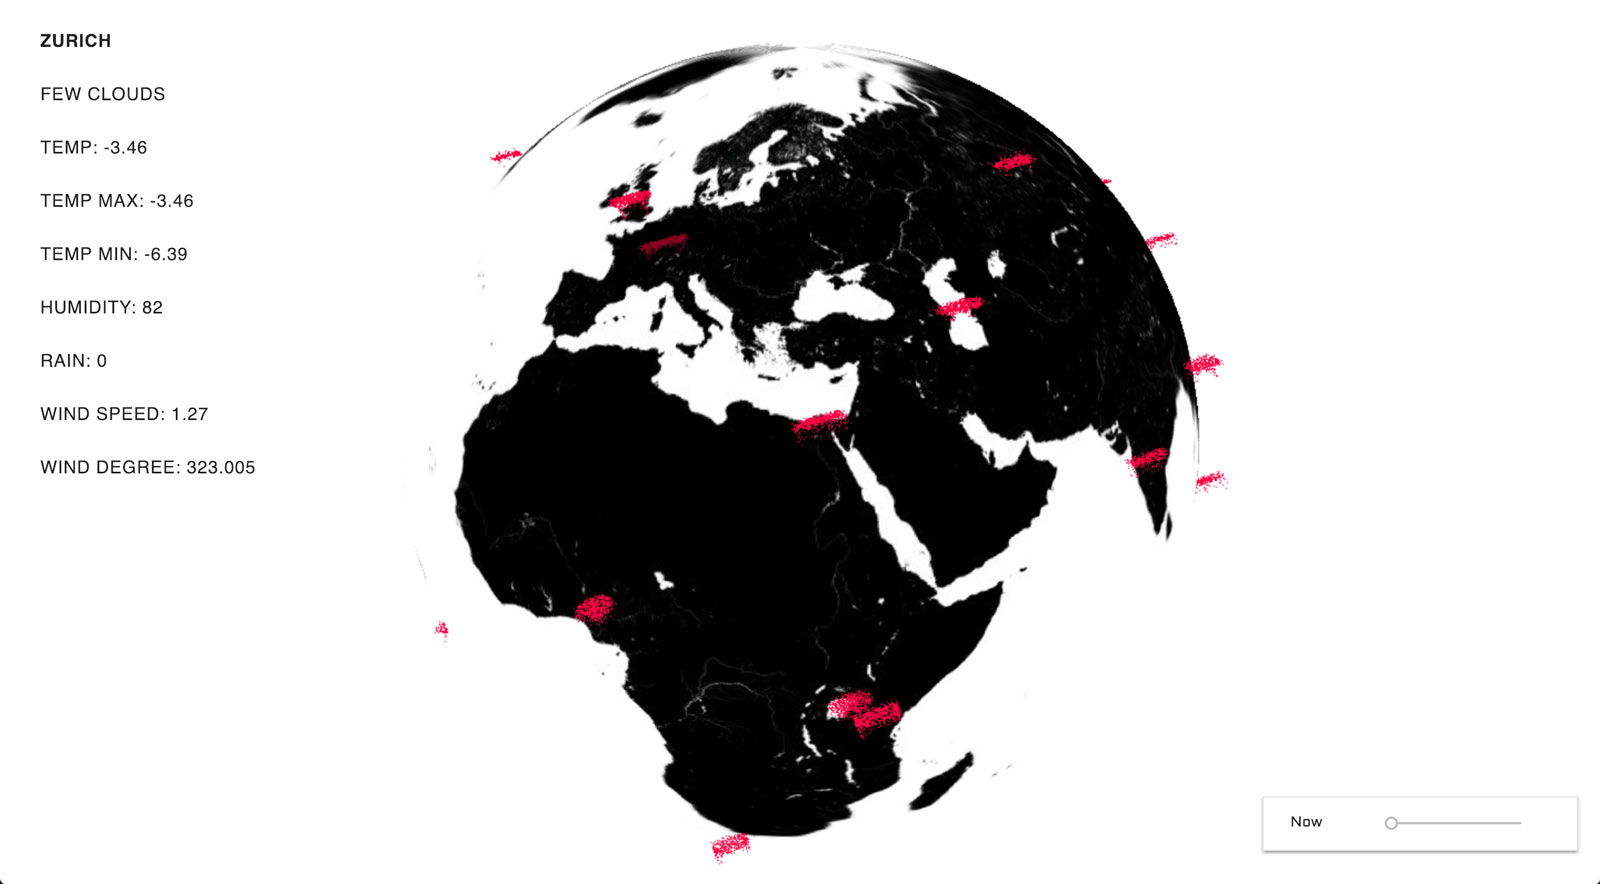 ZURICH
FEW CLOUDS
TEMP: -3.46
TEMP MAX: -3.46
TEMP MIN: -6.39
HUMIDITY: 82
RAIN: 0
WIND SPEED: 1.27
WIND DEGREE: 323.005
Now